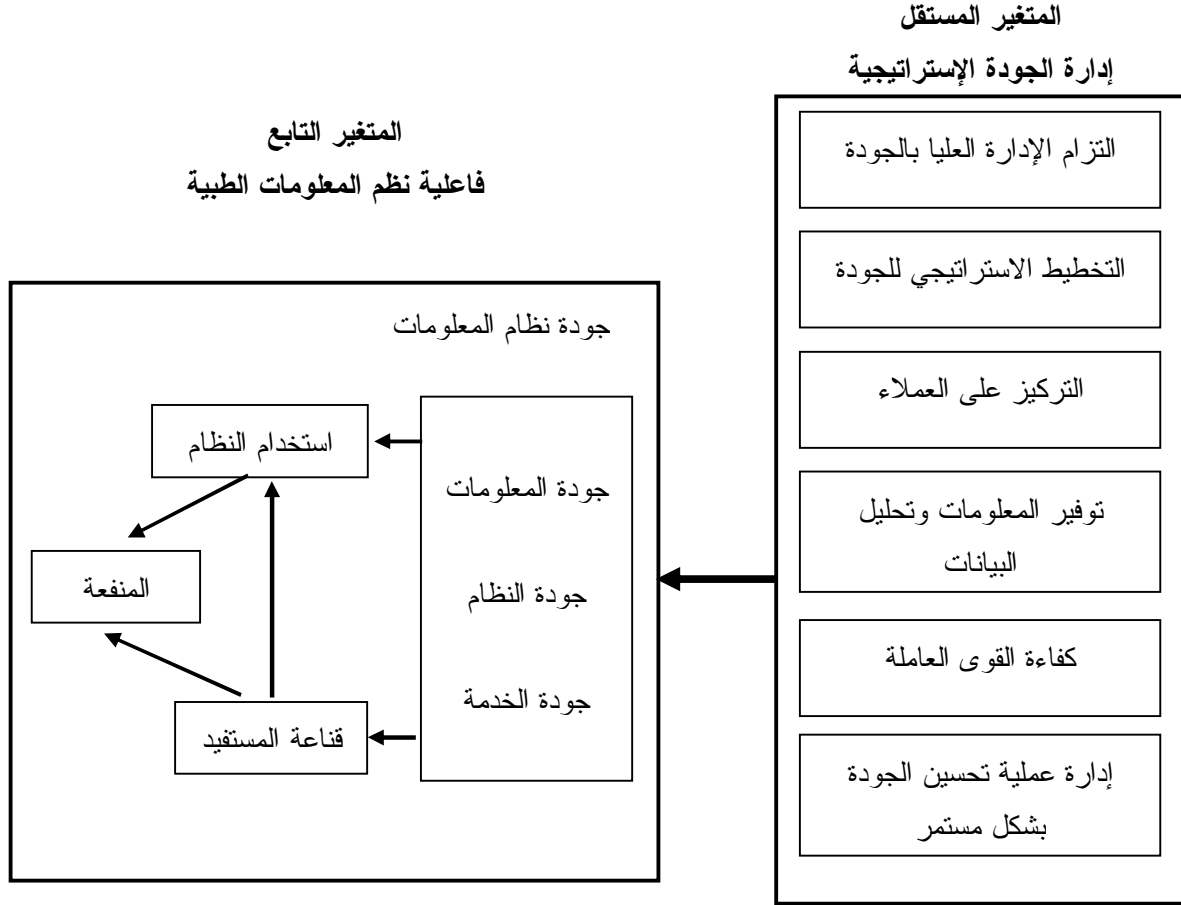 المتغير المستقل
إدارة الجودة الإستراتيجية
التزام الإدارة العليا بالجودة
التخطيط الاستراتيجي للجودة
التركيز على العملاء
توفير المعلومات وتحليل
البيانات
كفاءة القوى العاملة
إدارة عملية تحسين الجودة
بشكل مستمر
المتغير التابع
فاعلية نظم المعلومات الطبية
جودة نظام المعلومات
جودة المعلومات
جودة النظام
جودة الخدمة
استخدام النظام
المنفعة
قناعة المستفيد